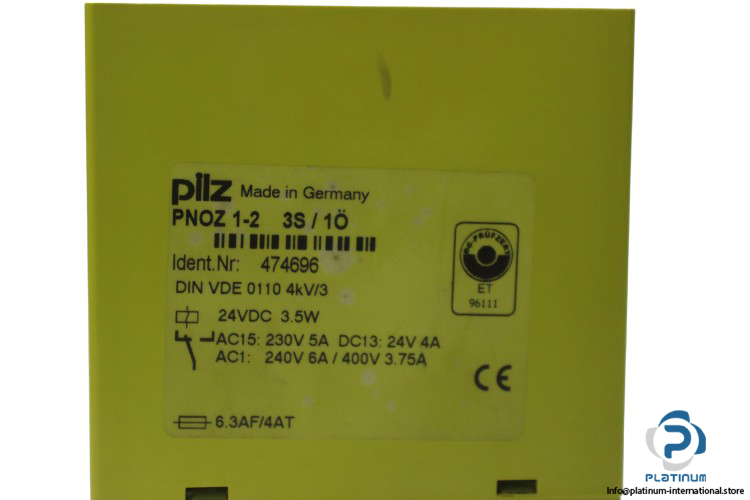 pilz Made in Germany
PNOZ 1-2 3S / 1Ö
Ident.Nr: 474696
DIN VDE 0110 4kV/3
24VDC 3.5W
AC15: 230V 5A DC13: 24V 4A
AC1: 240V 6A / 400V 3.75A
6.3AF/4AT
BG-PRÜFZERT
ET
96111
CE
PLATINUM
Info@platinum-international.store